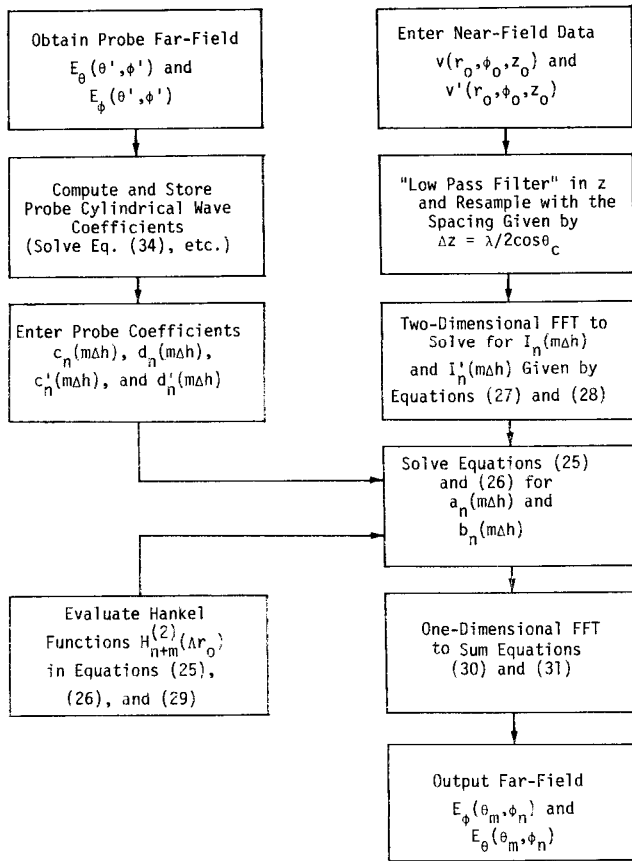 Obtain Probe Far-Field
E_θ(θ',ϕ') and
E_ϕ(θ',ϕ')
Compute and Store
Probe Cylindrical Wave
Coefficients
(Solve Eq. (34), etc.)
Enter Probe Coefficients
c_n(mΔh), d_n(mΔh),
c'_n(mΔh), and d'_n(mΔh)
Evaluate Hankel
Functions H^(2)_n+m(Λr_o)
in Equations (25),
(26), and (29)
Enter Near-Field Data
v(r_o,ϕ_o,z_o) and
v'(r_o,ϕ_o,z_o)
"Low Pass Filter" in z
and Resample with the
Spacing Given by
Δz = λ/2cosθ_c
Two-Dimensional FFT to
Solve for I_n(mΔh)
and I'_n(mΔh) Given by
Equations (27) and (28)
Solve Equations (25)
and (26) for
a_n(mΔh) and
b_n(mΔh)
One-Dimensional FFT
to Sum Equations
(30) and (31)
Output Far-Field
E_ϕ(θ_m,ϕ_n) and
E_θ(θ_m,ϕ_n)